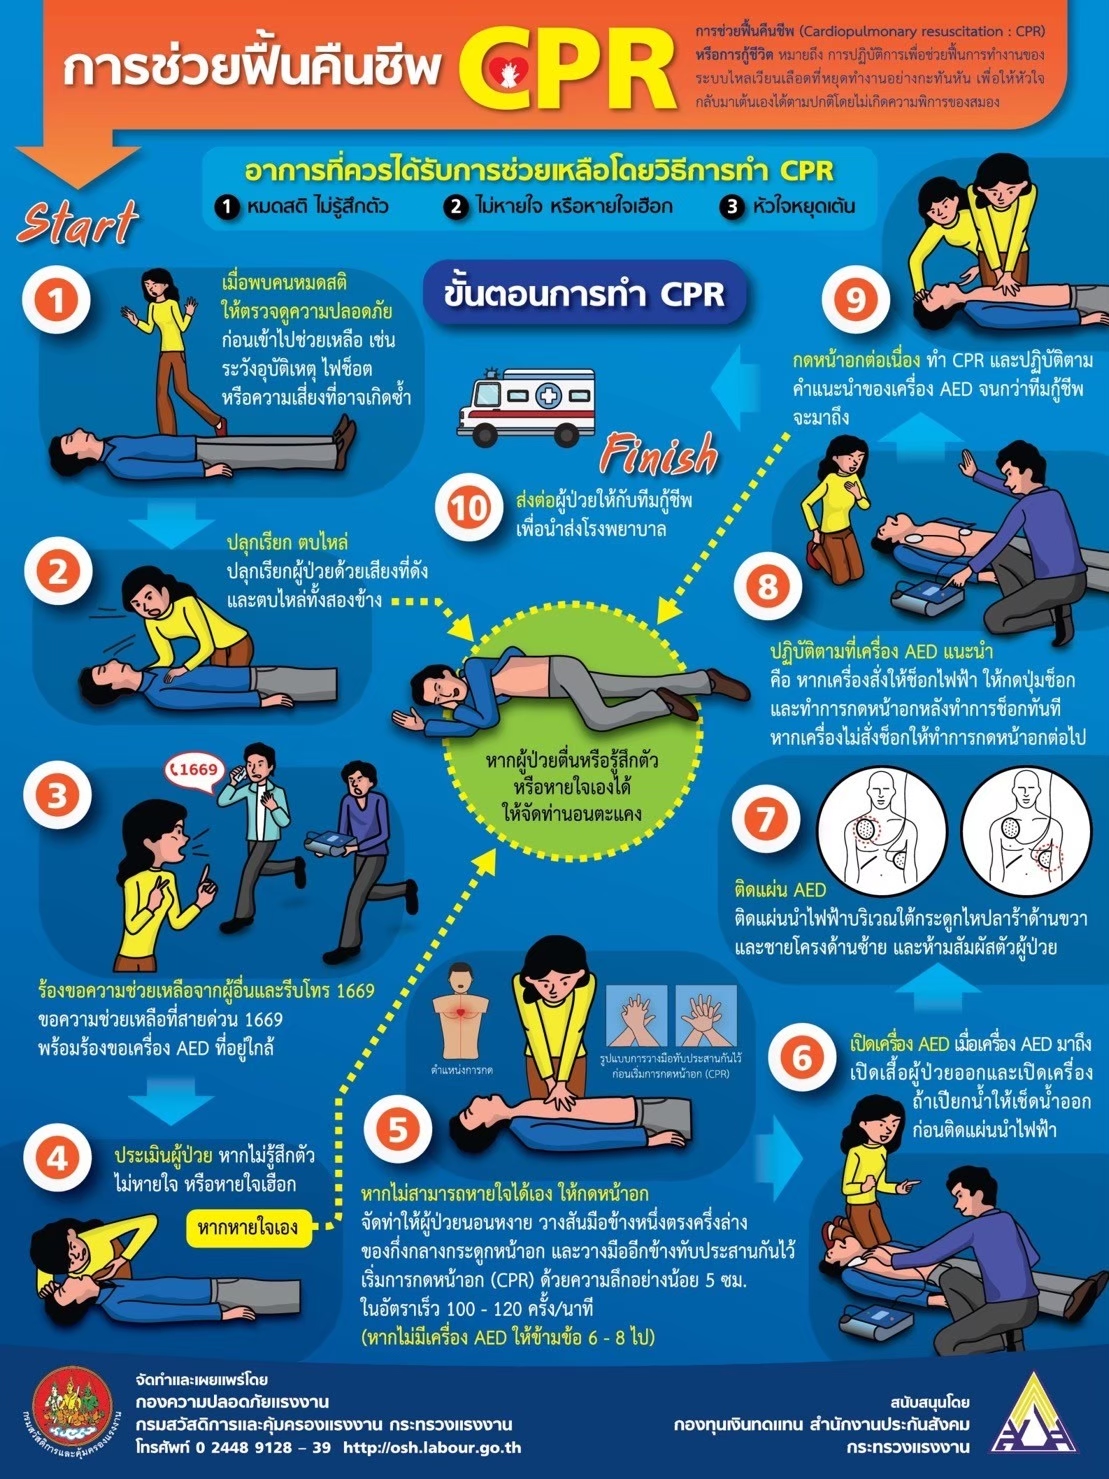 การช่วยฟื้นคืนชีพ CPR
การช่วยฟื้นคืนชีพ (Cardiopulmonary resuscitation : CPR)
หรือการกู้ชีวิต หมายถึง การปฏิบัติการเพื่อช่วยฟื้นการทำงานของ
ระบบไหลเวียนเลือดที่หยุดทำงานอย่างกะทันหัน เพื่อให้หัวใจ
กลับมาเต้นเองได้ตามปกติโดยไม่เกิดความพิการของสมอง
อาการที่ควรได้รับการช่วยเหลือโดยวิธีการทำ CPR
1 หมดสติ ไม่รู้สึกตัว 2 ไม่หายใจ หรือหายใจเฮือก 3 หัวใจหยุดเต้น
Start
ขั้นตอนการทำ CPR
1
เมื่อพบคนหมดสติ
ให้ตรวจดูความปลอดภัย
ก่อนเข้าไปช่วยเหลือ เช่น
ระวังอุบัติเหตุ ไฟช็อต
หรือความเสี่ยงที่อาจเกิดซ้ำ
2
ปลุกเรียก ตบไหล่
ปลุกเรียกผู้ป่วยด้วยเสียงที่ดัง
และตบไหล่ทั้งสองข้าง
3
1669
ร้องขอความช่วยเหลือจากผู้อื่นและรีบโทร 1669
ขอความช่วยเหลือที่สายด่วน 1669
พร้อมร้องขอเครื่อง AED ที่อยู่ใกล้
4
ประเมินผู้ป่วย หากไม่รู้สึกตัว
ไม่หายใจ หรือหายใจเฮือก
หากหายใจเอง
หากผู้ป่วยตื่นหรือรู้สึกตัว
หรือหายใจเองได้
ให้จัดท่านอนตะแคง
5
ตำแหน่งการกด
รูปแบบการวางมือทับประสานกันไว้
ก่อนเริ่มการกดหน้าอก (CPR)
หากไม่สามารถหายใจได้เอง ให้กดหน้าอก
จัดท่าให้ผู้ป่วยนอนหงาย วางสันมือข้างหนึ่งตรงครึ่งล่าง
ของกึ่งกลางกระดูกหน้าอก และวางมืออีกข้างทับประสานกันไว้
เริ่มการกดหน้าอก (CPR) ด้วยความลึกอย่างน้อย 5 ซม.
ในอัตราเร็ว 100 - 120 ครั้ง/นาที
(หากไม่มีเครื่อง AED ให้ข้ามข้อ 6 - 8 ไป)
6
เปิดเครื่อง AED เมื่อเครื่อง AED มาถึง
เปิดเสื้อผู้ป่วยออกและเปิดเครื่อง
ถ้าเปียกน้ำให้เช็ดน้ำออก
ก่อนติดแผ่นนำไฟฟ้า
7
ติดแผ่น AED
ติดแผ่นนำไฟฟ้าบริเวณใต้กระดูกไหปลาร้าด้านขวา
และชายโครงด้านซ้าย และห้ามสัมผัสตัวผู้ป่วย
8
ปฏิบัติตามที่เครื่อง AED แนะนำ
คือ หากเครื่องสั่งให้ช็อกไฟฟ้า ให้กดปุ่มช็อก
และทำการกดหน้าอกหลังทำการช็อกทันที
หากเครื่องไม่สั่งช็อกให้ทำการกดหน้าอกต่อไป
9
กดหน้าอกต่อเนื่อง ทำ CPR และปฏิบัติตาม
คำแนะนำของเครื่อง AED จนกว่าทีมกู้ชีพ
จะมาถึง
Finish
10
ส่งต่อผู้ป่วยให้กับทีมกู้ชีพ
เพื่อนำส่งโรงพยาบาล
กรมสวัสดิการและคุ้มครองแรงงาน
จัดทำและเผยแพร่โดย
กองความปลอดภัยแรงงาน
กรมสวัสดิการและคุ้มครองแรงงาน กระทรวงแรงงาน
โทรศัพท์ 0 2448 9128 – 39 http://osh.labour.go.th
สนับสนุนโดย
กองทุนเงินทดแทน สำนักงานประกันสังคม
กระทรวงแรงงาน